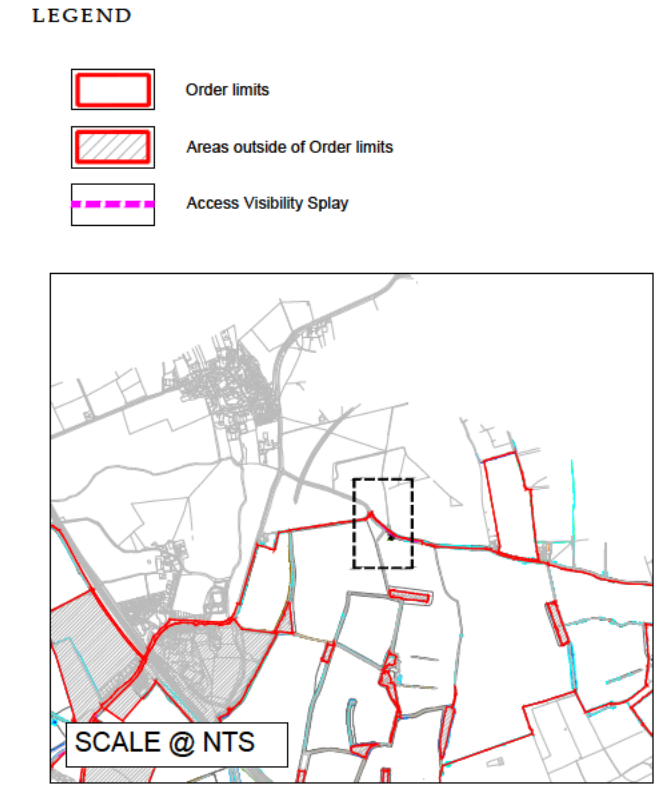 LEGEND
Order limits
Areas outside of Order limits
Access Visibility Splay
SCALE @ NTS